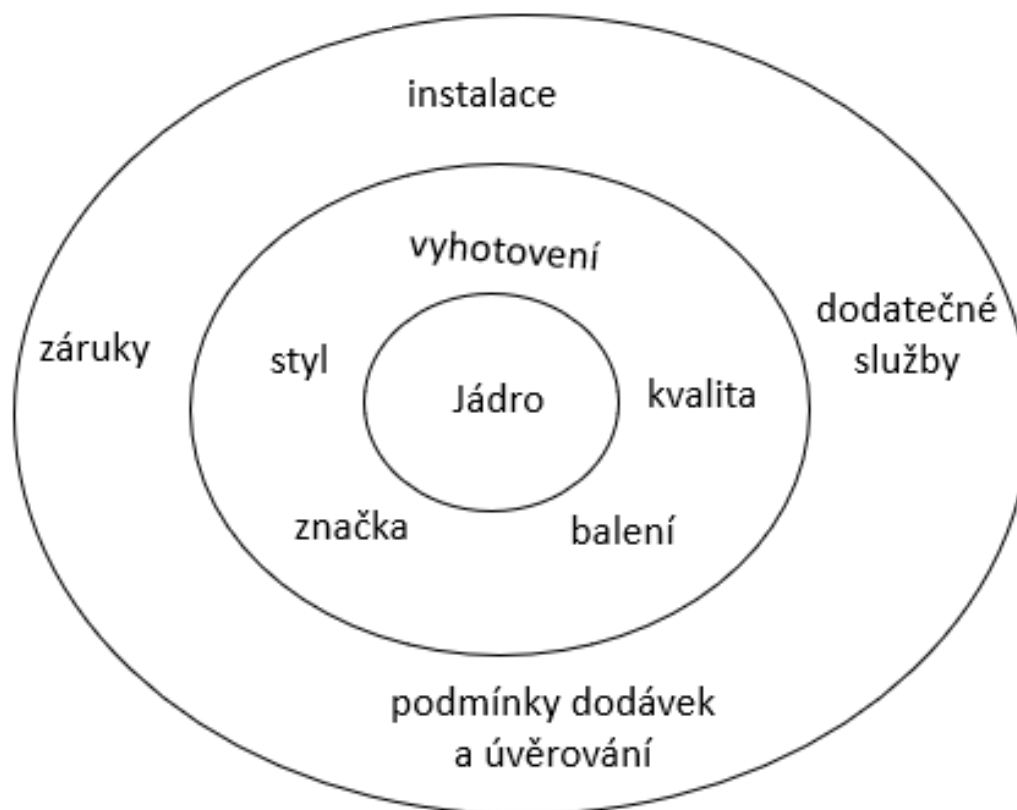 instalace
vyhotovení
záruky
styl
Jádro
kvalita
dodatečné
služby
značka
balení
podmínky dodávek
a úvěrování